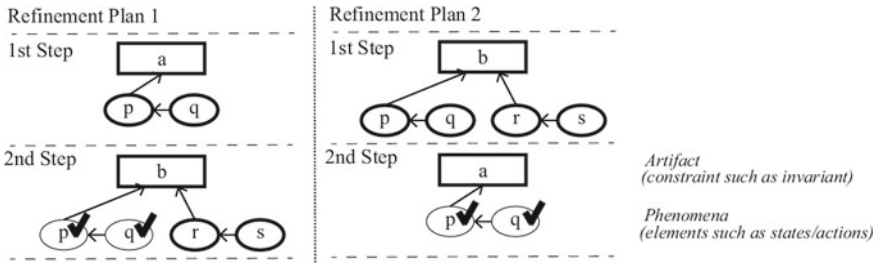 Refinement Plan 1
1st Step
a
p
q
2nd Step
b
p
q
r
s
Refinement Plan 2
1st Step
b
p
q
r
s
2nd Step
a
p
q
Artifact
(constraint such as invariant)
Phenomena
(elements such as states/actions)